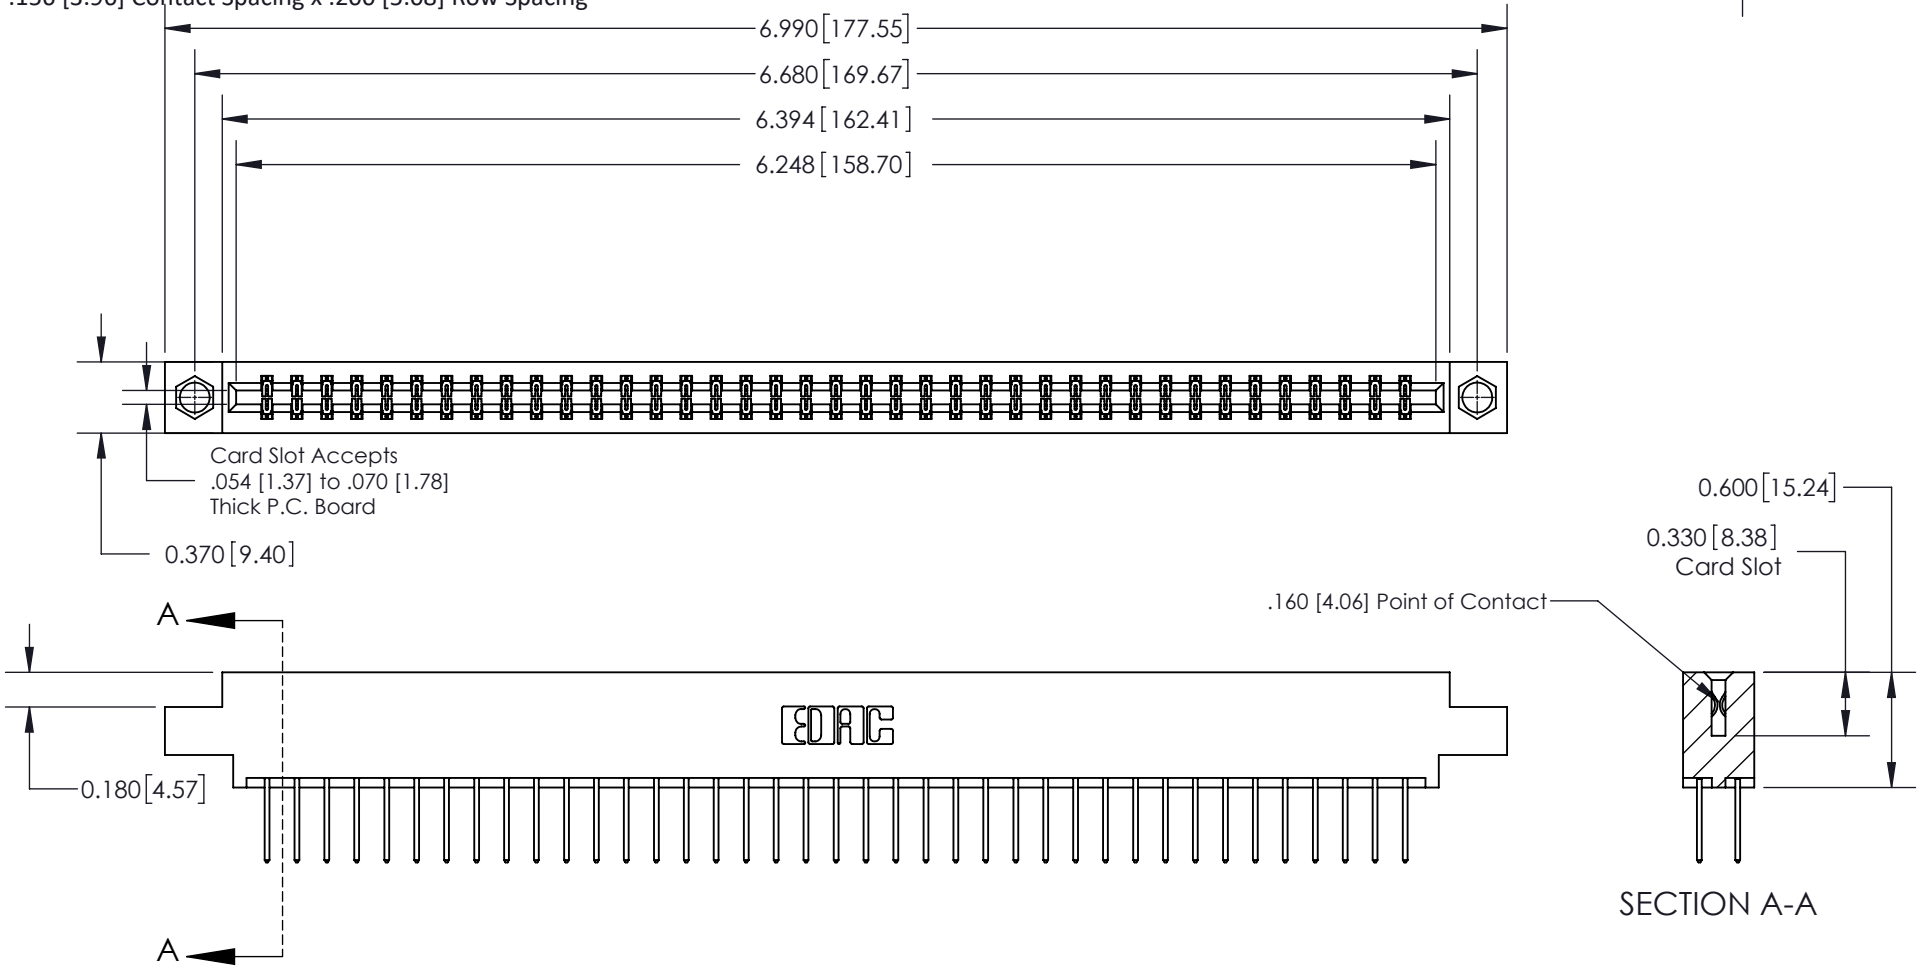 .156 [3.96] Contact Spacing x .200 [5.08] Row Spacing
6.990[177.55]
6.680[169.67]
6.394[162.41]
6.248[158.70]
Card Slot Accepts
.054 [1.37] to .070 [1.78]
Thick P.C. Board
0.370[9.40]
0.600[15.24]
0.330[8.38]
Card Slot
.160 [4.06] Point of Contact
A
EDAC
0.180[4.57]
SECTION A-A
A